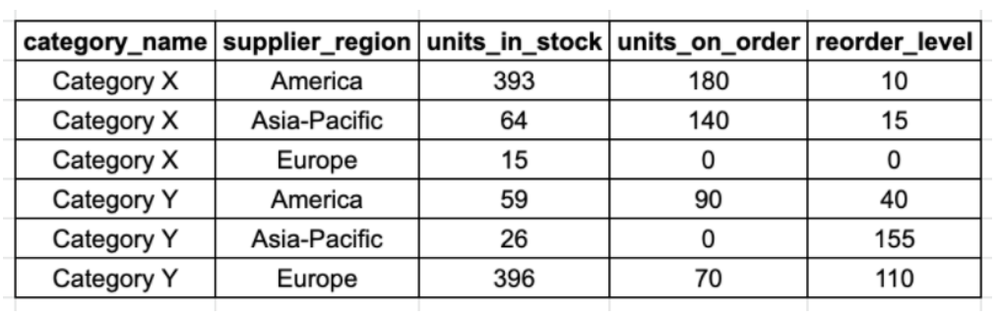 category_name supplier_region units_in_stock units_on_order reorder_level
Category X America 393 180 10
Category X Asia-Pacific 64 140 15
Category X Europe 15 0 0
Category Y America 59 90 40
Category Y Asia-Pacific 26 0 155
Category Y Europe 396 70 110